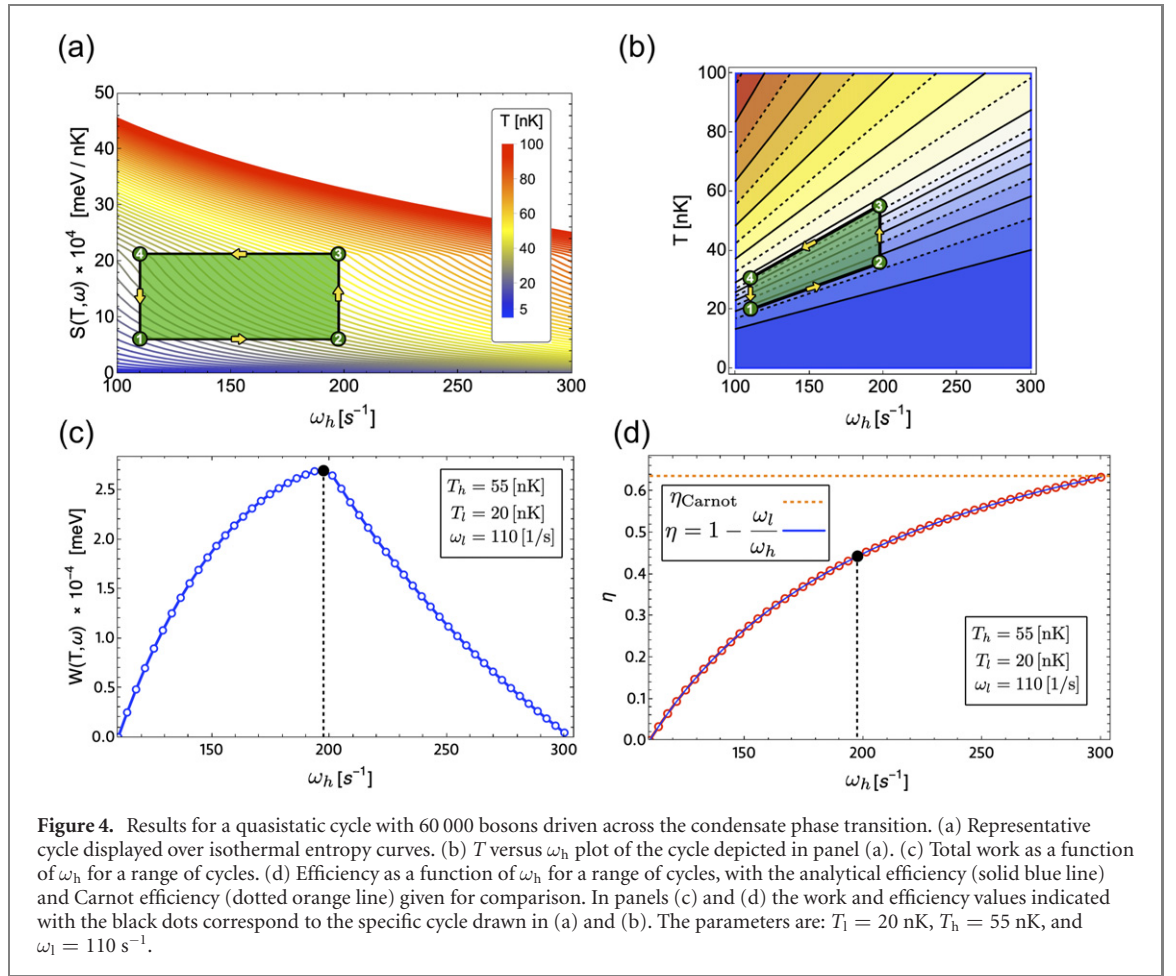 (a)
S(T,ω) × 10⁴ [meV / nK]
50
40
30
20
10
0
100
150
200
250
300
ω_h [s⁻¹]
T [nK]
100
80
60
40
20
5
4
3
1
2
(b)
T [nK]
100
80
60
40
20
0
100
150
200
250
300
ω_h [s⁻¹]
3
4
2
1
(c)
W(T,ω) × 10⁻⁴ [meV]
2.5
2.0
1.5
1.0
0.5
0.0
150
200
250
300
ω_h [s⁻¹]
T_h = 55 [nK]
T_l = 20 [nK]
ω_l = 110 [1/s]
(d)
η
0.6
0.5
0.4
0.3
0.2
0.1
0.0
150
200
250
300
ω_h [s⁻¹]
η_Carnot
η = 1 − ω_l/ω_h
T_h = 55 [nK]
T_l = 20 [nK]
ω_l = 110 [1/s]
Figure 4. Results for a quasistatic cycle with 60 000 bosons driven across the condensate phase transition. (a) Representative
cycle displayed over isothermal entropy curves. (b) T versus ω_h plot of the cycle depicted in panel (a). (c) Total work as a function
of ω_h for a range of cycles. (d) Efficiency as a function of ω_h for a range of cycles, with the analytical efficiency (solid blue line)
and Carnot efficiency (dotted orange line) given for comparison. In panels (c) and (d) the work and efficiency values indicated
with the black dots correspond to the specific cycle drawn in (a) and (b). The parameters are: T_l = 20 nK, T_h = 55 nK, and
ω_l = 110 s⁻¹.